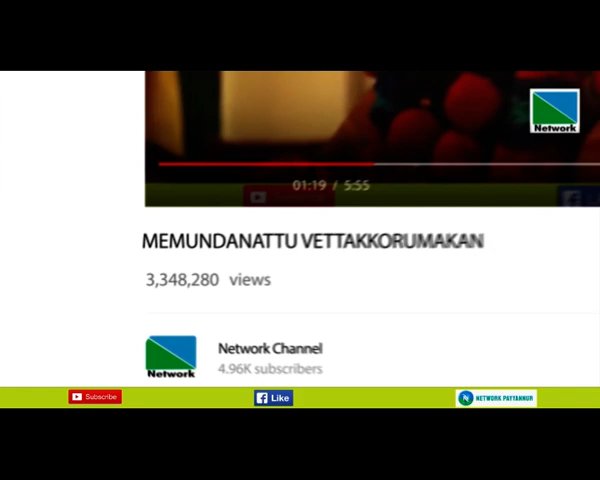 Network
01:19 / 5:55
MEMUNDANATTU VETTAKKORUMAKAN
3,348,280 views
Network Channel
4.96K subscribers
Network
Subscribe
Like
NETWORK PAYYANNUR